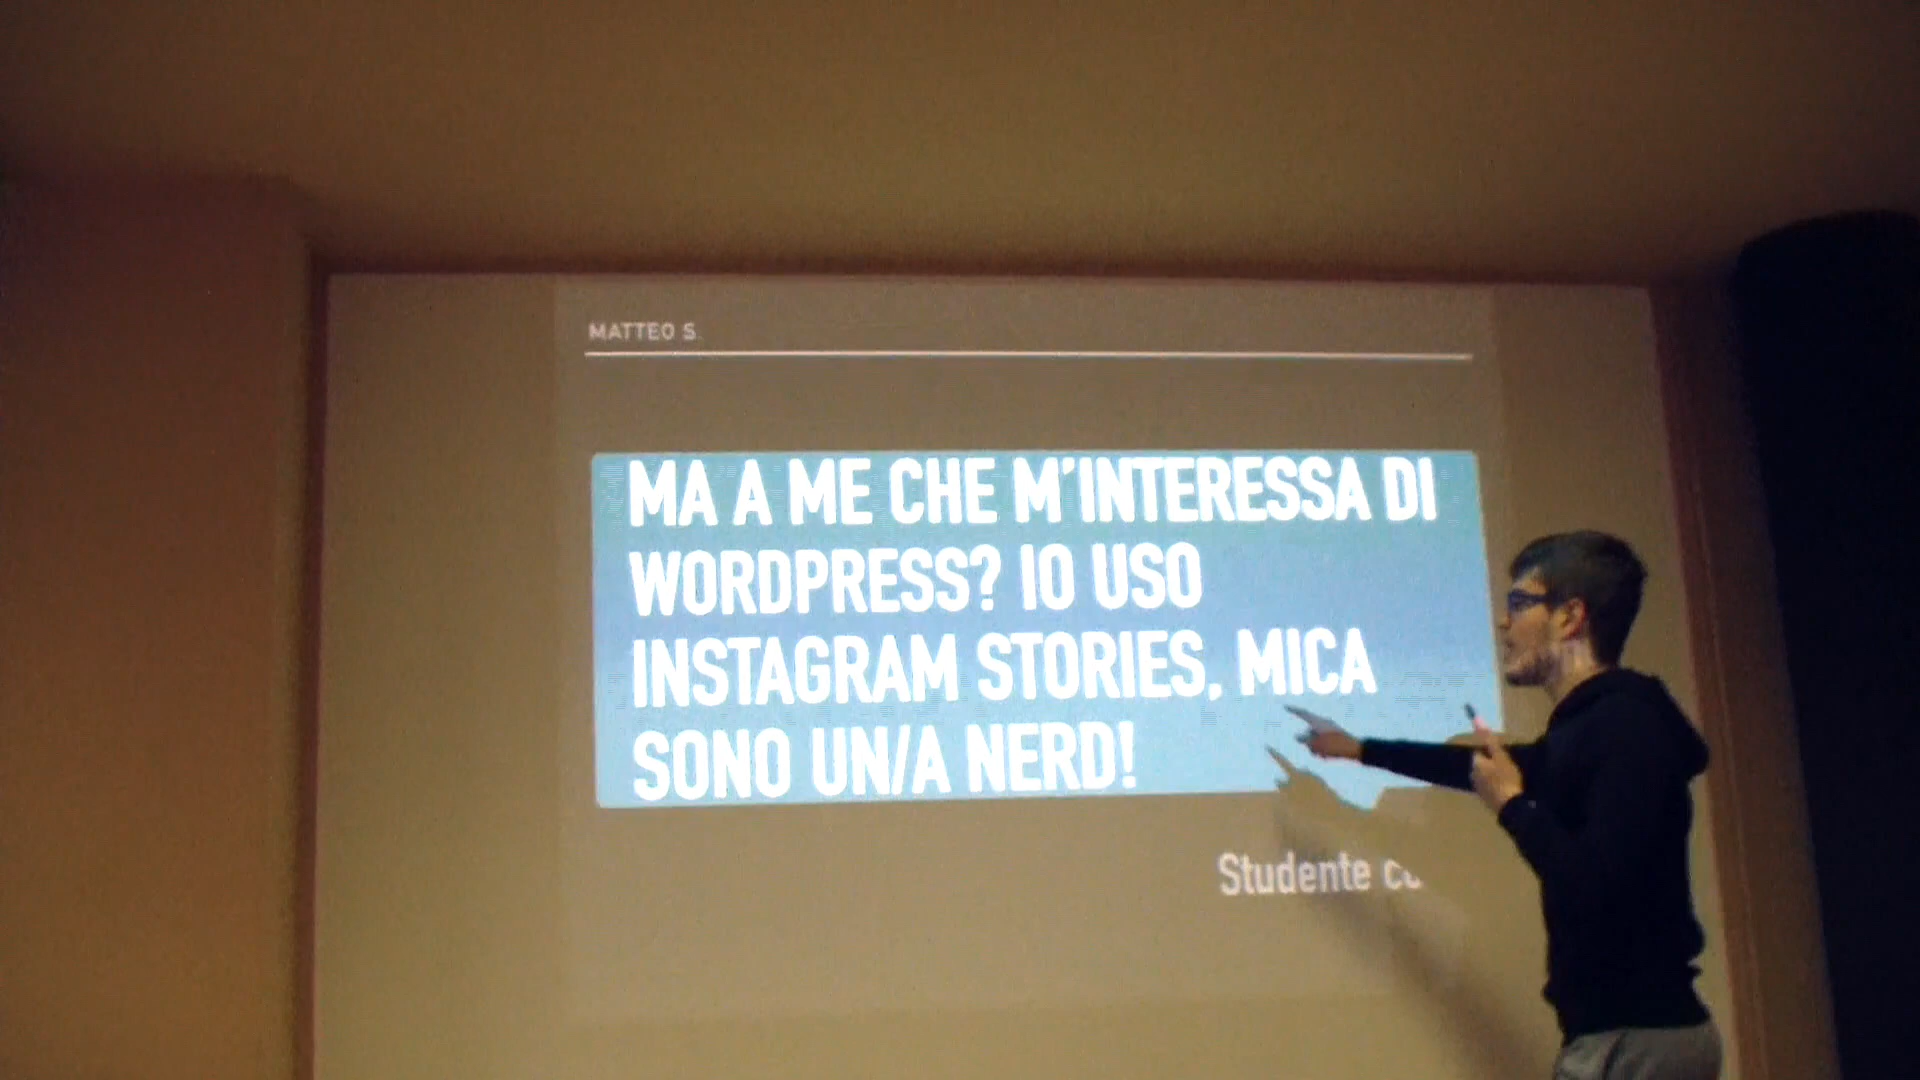 MATTEO S.
MA A ME CHE M'INTERESSA DI
WORDPRESS? IO USO
INSTAGRAM STORIES, MICA
SONO UN/A NERD!
Studente